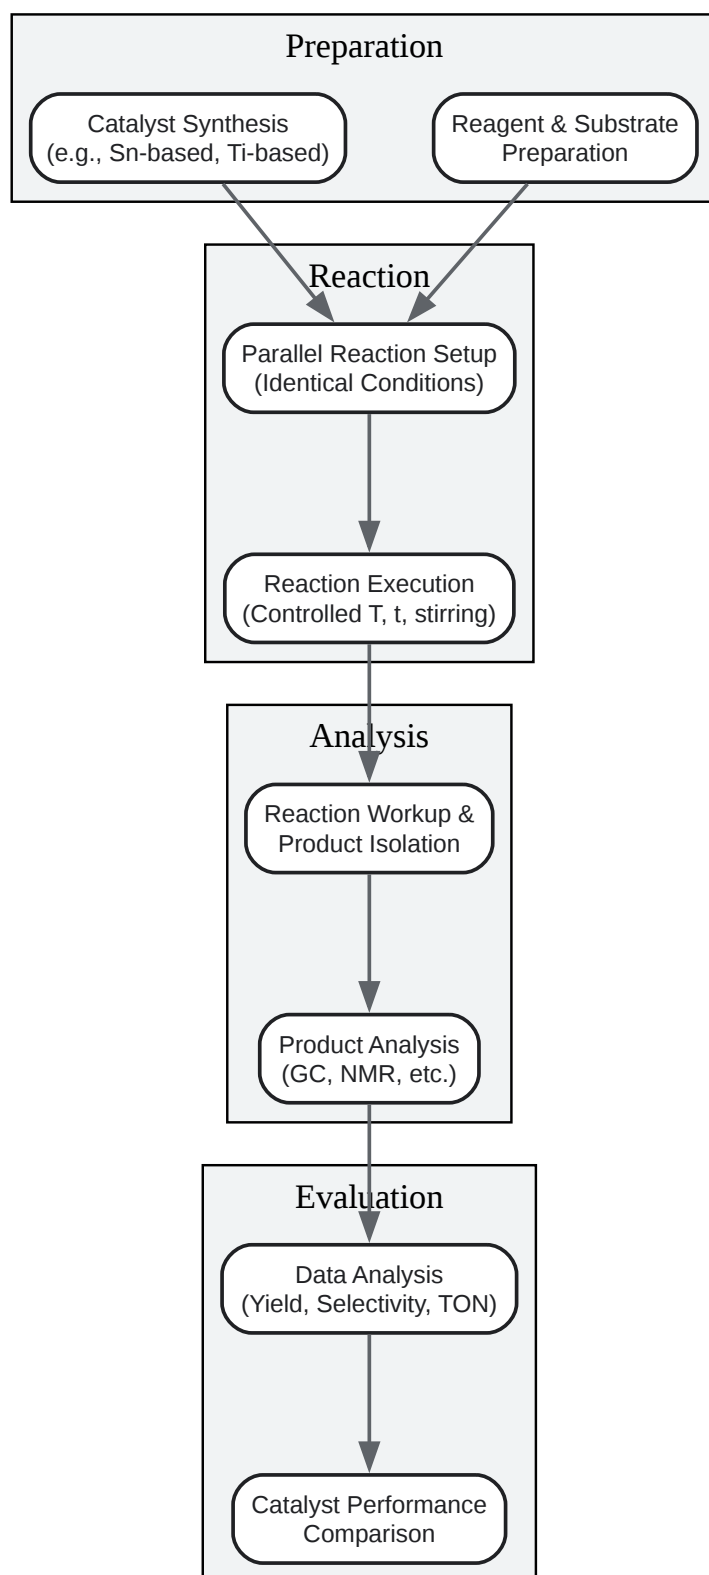 Preparation
Catalyst Synthesis
(e.g., Sn-based, Ti-based)
Reagent & Substrate
Preparation
Reaction
Parallel Reaction Setup
(Identical Conditions)
Reaction Execution
(Controlled T, t, stirring)
Analysis
Reaction Workup &
Product Isolation
Product Analysis
(GC, NMR, etc.)
Evaluation
Data Analysis
(Yield, Selectivity, TON)
Catalyst Performance
Comparison